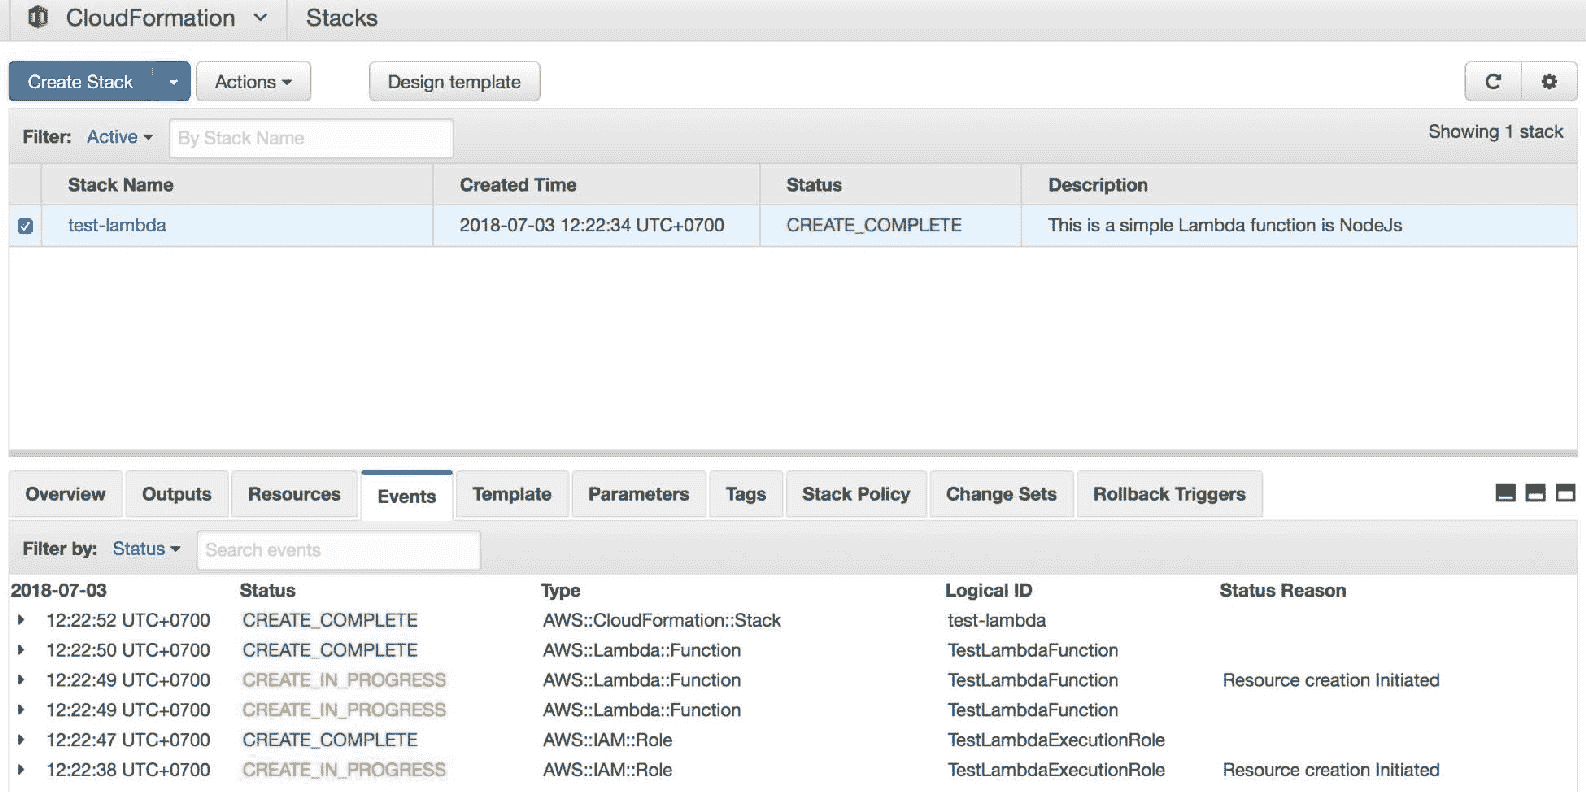 CloudFormation Stacks
Create Stack Actions Design template
Filter: Active By Stack Name Showing 1 stack
Stack Name Created Time Status Description
test-lambda 2018-07-03 12:22:34 UTC+0700 CREATE_COMPLETE This is a simple Lambda function is NodeJs
Overview Outputs Resources Events Template Parameters Tags Stack Policy Change Sets Rollback Triggers
Filter by: Status Search events
2018-07-03 Status Type Logical ID Status Reason
12:22:52 UTC+0700 CREATE_COMPLETE AWS::CloudFormation::Stack test-lambda
12:22:50 UTC+0700 CREATE_COMPLETE AWS::Lambda::Function TestLambdaFunction
12:22:49 UTC+0700 CREATE_IN_PROGRESS AWS::Lambda::Function TestLambdaFunction Resource creation Initiated
12:22:49 UTC+0700 CREATE_IN_PROGRESS AWS::Lambda::Function TestLambdaFunction
12:22:47 UTC+0700 CREATE_COMPLETE AWS::IAM::Role TestLambdaExecutionRole
12:22:38 UTC+0700 CREATE_IN_PROGRESS AWS::IAM::Role TestLambdaExecutionRole Resource creation Initiated